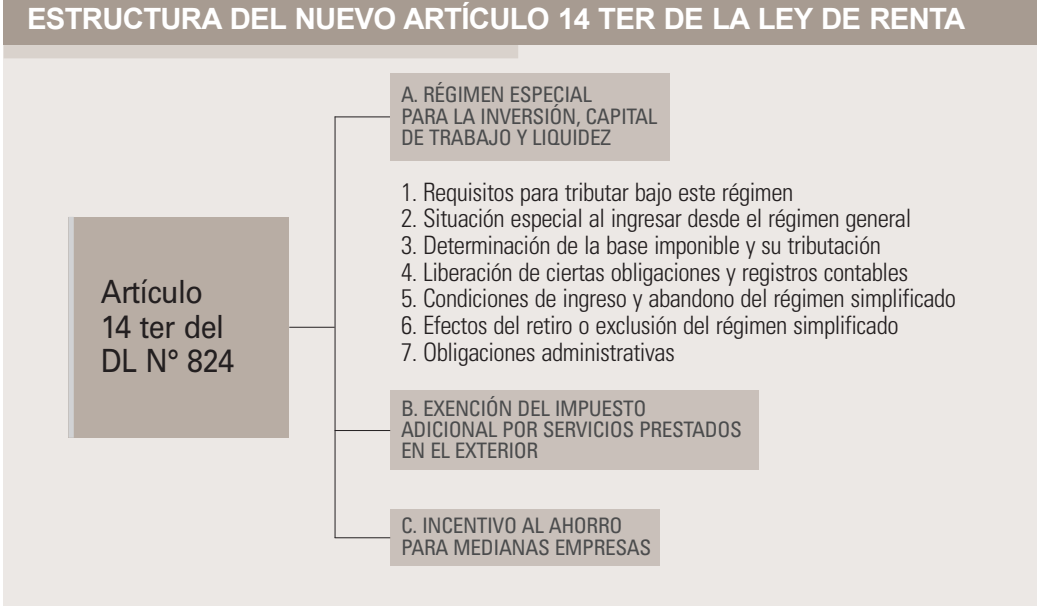 ESTRUCTURA DEL NUEVO ARTÍCULO 14 TER DE LA LEY DE RENTA
Artículo
14 ter del
DL N° 824
A. RÉGIMEN ESPECIAL
PARA LA INVERSIÓN, CAPITAL
DE TRABAJO Y LIQUIDEZ
1. Requisitos para tributar bajo este régimen
2. Situación especial al ingresar desde el régimen general
3. Determinación de la base imponible y su tributación
4. Liberación de ciertas obligaciones y registros contables
5. Condiciones de ingreso y abandono del régimen simplificado
6. Efectos del retiro o exclusión del régimen simplificado
7. Obligaciones administrativas
B. EXENCIÓN DEL IMPUESTO
ADICIONAL POR SERVICIOS PRESTADOS
EN EL EXTERIOR
C. INCENTIVO AL AHORRO
PARA MEDIANAS EMPRESAS